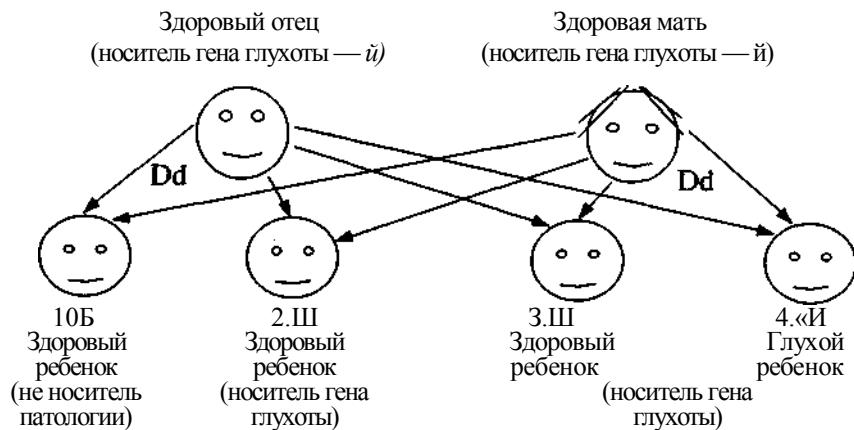 Здоровый отец
(носитель гена глухоты — й)
Здоровая мать
(носитель гена глухоты — й)
Dd
Dd
10Б
Здоровый
ребенок
(не носитель
патологии)
2.Ш
Здоровый
ребенок
(носитель гена
глухоты)
3.Ш
Здоровый
ребенок
(носитель гена
глухоты)
4.«И
Глухой
ребенок